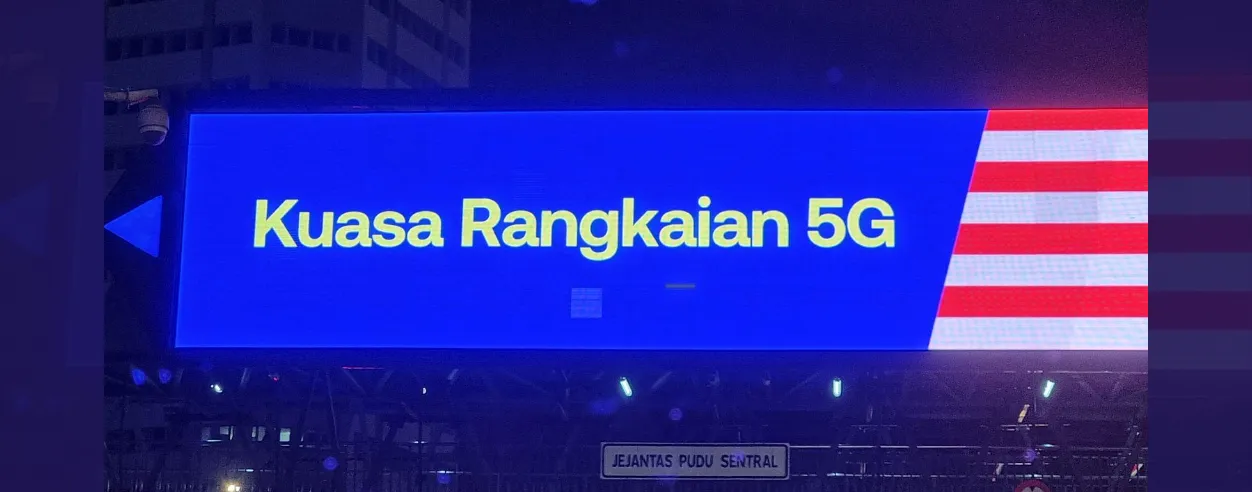 Kuasa Rangkaian 5G
JEJANTAS PUDU SENTRAL